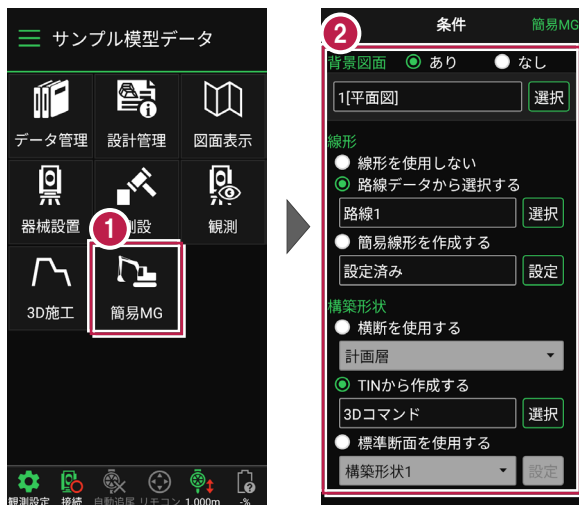 サンプル模型データ
データ管理
設計管理
図面表示
器械設置
1
測設
観測
3D施工
簡易MG
観測設定
接続
自動追尾
リモコン
1.000m
-%
2
条件
簡易MG
背景図面
あり
なし
1[平面図]
選択
線形
線形を使用しない
路線データから選択する
路線1
選択
簡易線形を作成する
設定済み
設定
構築形状
横断を使用する
計画層
TINから作成する
3Dコマンド
選択
標準断面を使用する
構築形状1
設定